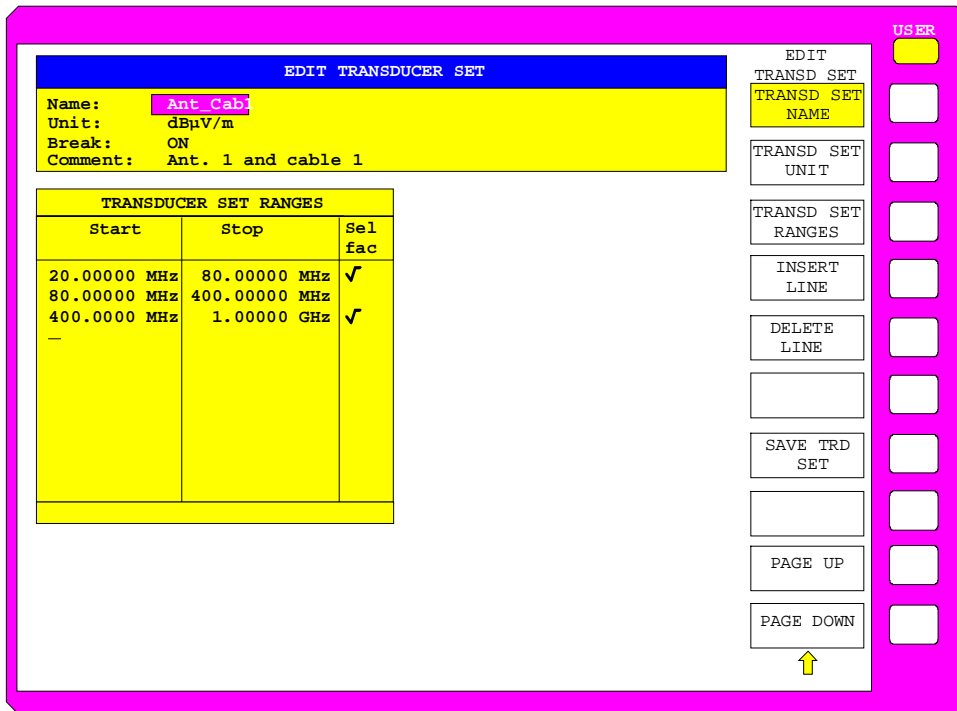 USER
EDIT TRANSDUCER SET
Name: Ant_Cab1
Unit: dBµV/m
Break: ON
Comment: Ant. 1 and cable 1
TRANSDUCER SET RANGES
Start Stop Sel
fac
20.00000 MHz 80.00000 MHz √
80.00000 MHz 400.00000 MHz
400.0000 MHz 1.00000 GHz √
_
EDIT
TRANSD SET
TRANSD SET
NAME
TRANSD SET
UNIT
TRANSD SET
RANGES
INSERT
LINE
DELETE
LINE
SAVE TRD
SET
PAGE UP
PAGE DOWN